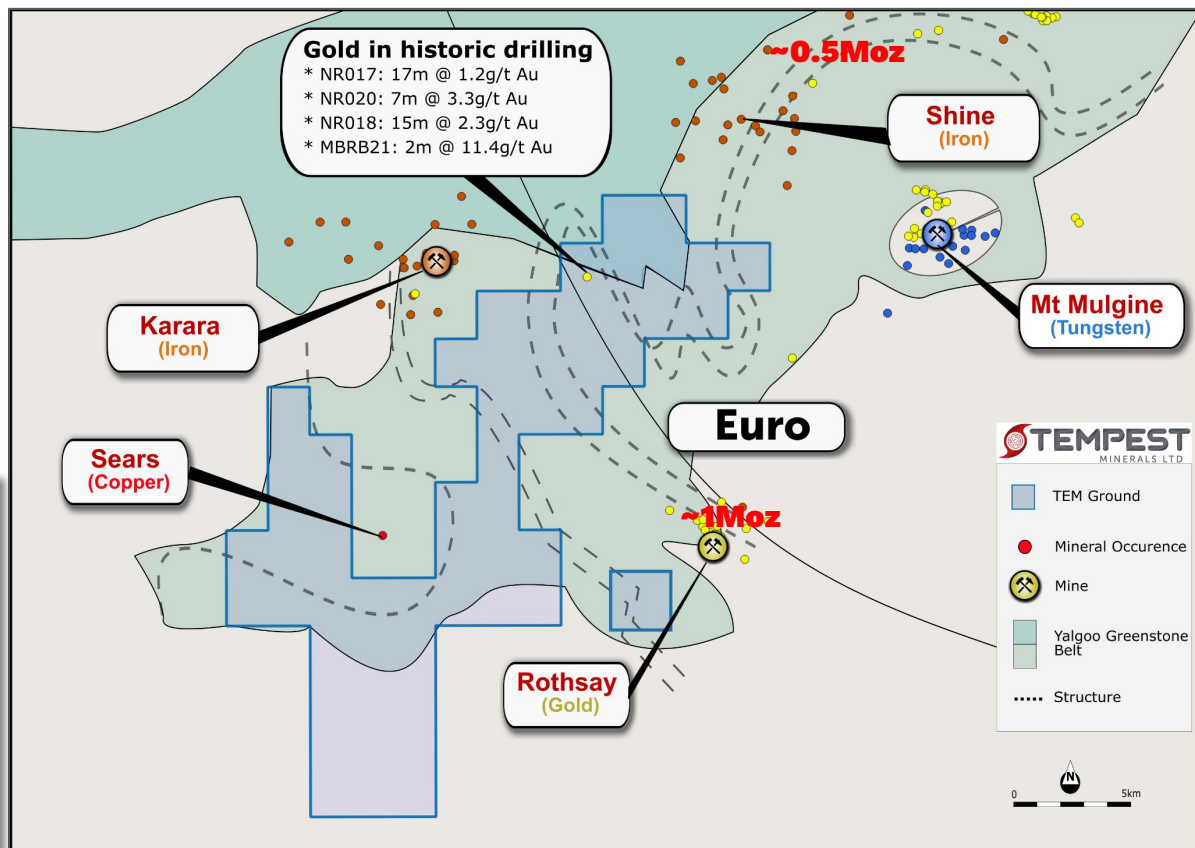 Gold in historic drilling
* NR017: 17m @ 1.2g/t Au
* NR020: 7m @ 3.3g/t Au
* NR018: 15m @ 2.3g/t Au
* MBRB21: 2m @ 11.4g/t Au
~0.5Moz
Shine
(Iron)
Karara
(Iron)
Mt Mulgine
(Tungsten)
Euro
Sears
(Copper)
~1Moz
Rothsay
(Gold)
TEMPEST
MINERALS LTD
TEM Ground
Mineral Occurence
Mine
Yalgoo Greenstone
Belt
Structure
N
0 5km